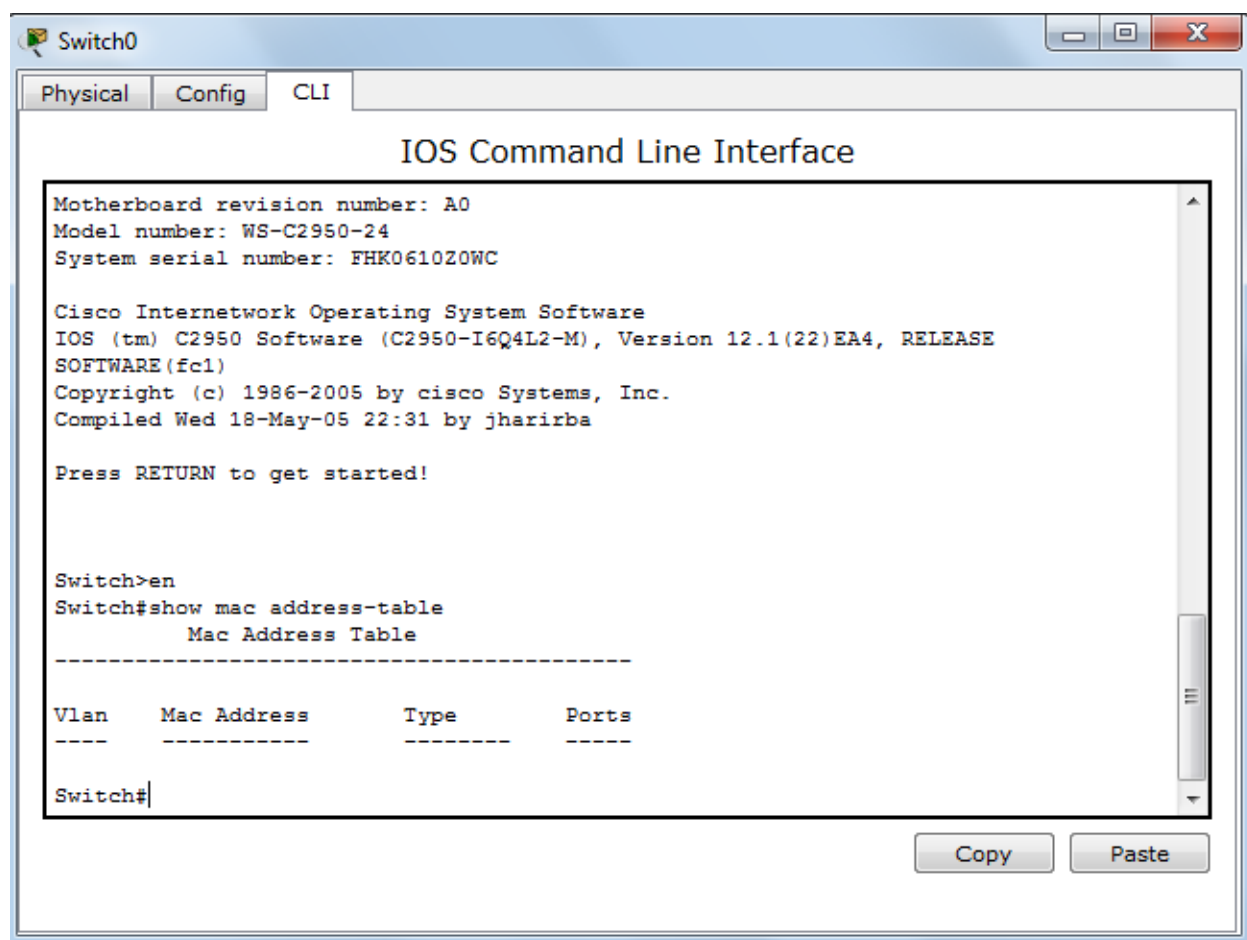 Switch0
Physical Config CLI
IOS Command Line Interface
Motherboard revision number: A0
Model number: WS-C2950-24
System serial number: FHK0610Z0WC
Cisco Internetwork Operating System Software
IOS (tm) C2950 Software (C2950-I6Q4L2-M), Version 12.1(22)EA4, RELEASE
SOFTWARE(fc1)
Copyright (c) 1986-2005 by cisco Systems, Inc.
Compiled Wed 18-May-05 22:31 by jharirba
Press RETURN to get started!
Switch>en
Switch#show mac address-table
Mac Address Table
-------------------------------------------
Vlan Mac Address Type Ports
---- ----------- -------- -----
Switch#
Copy Paste